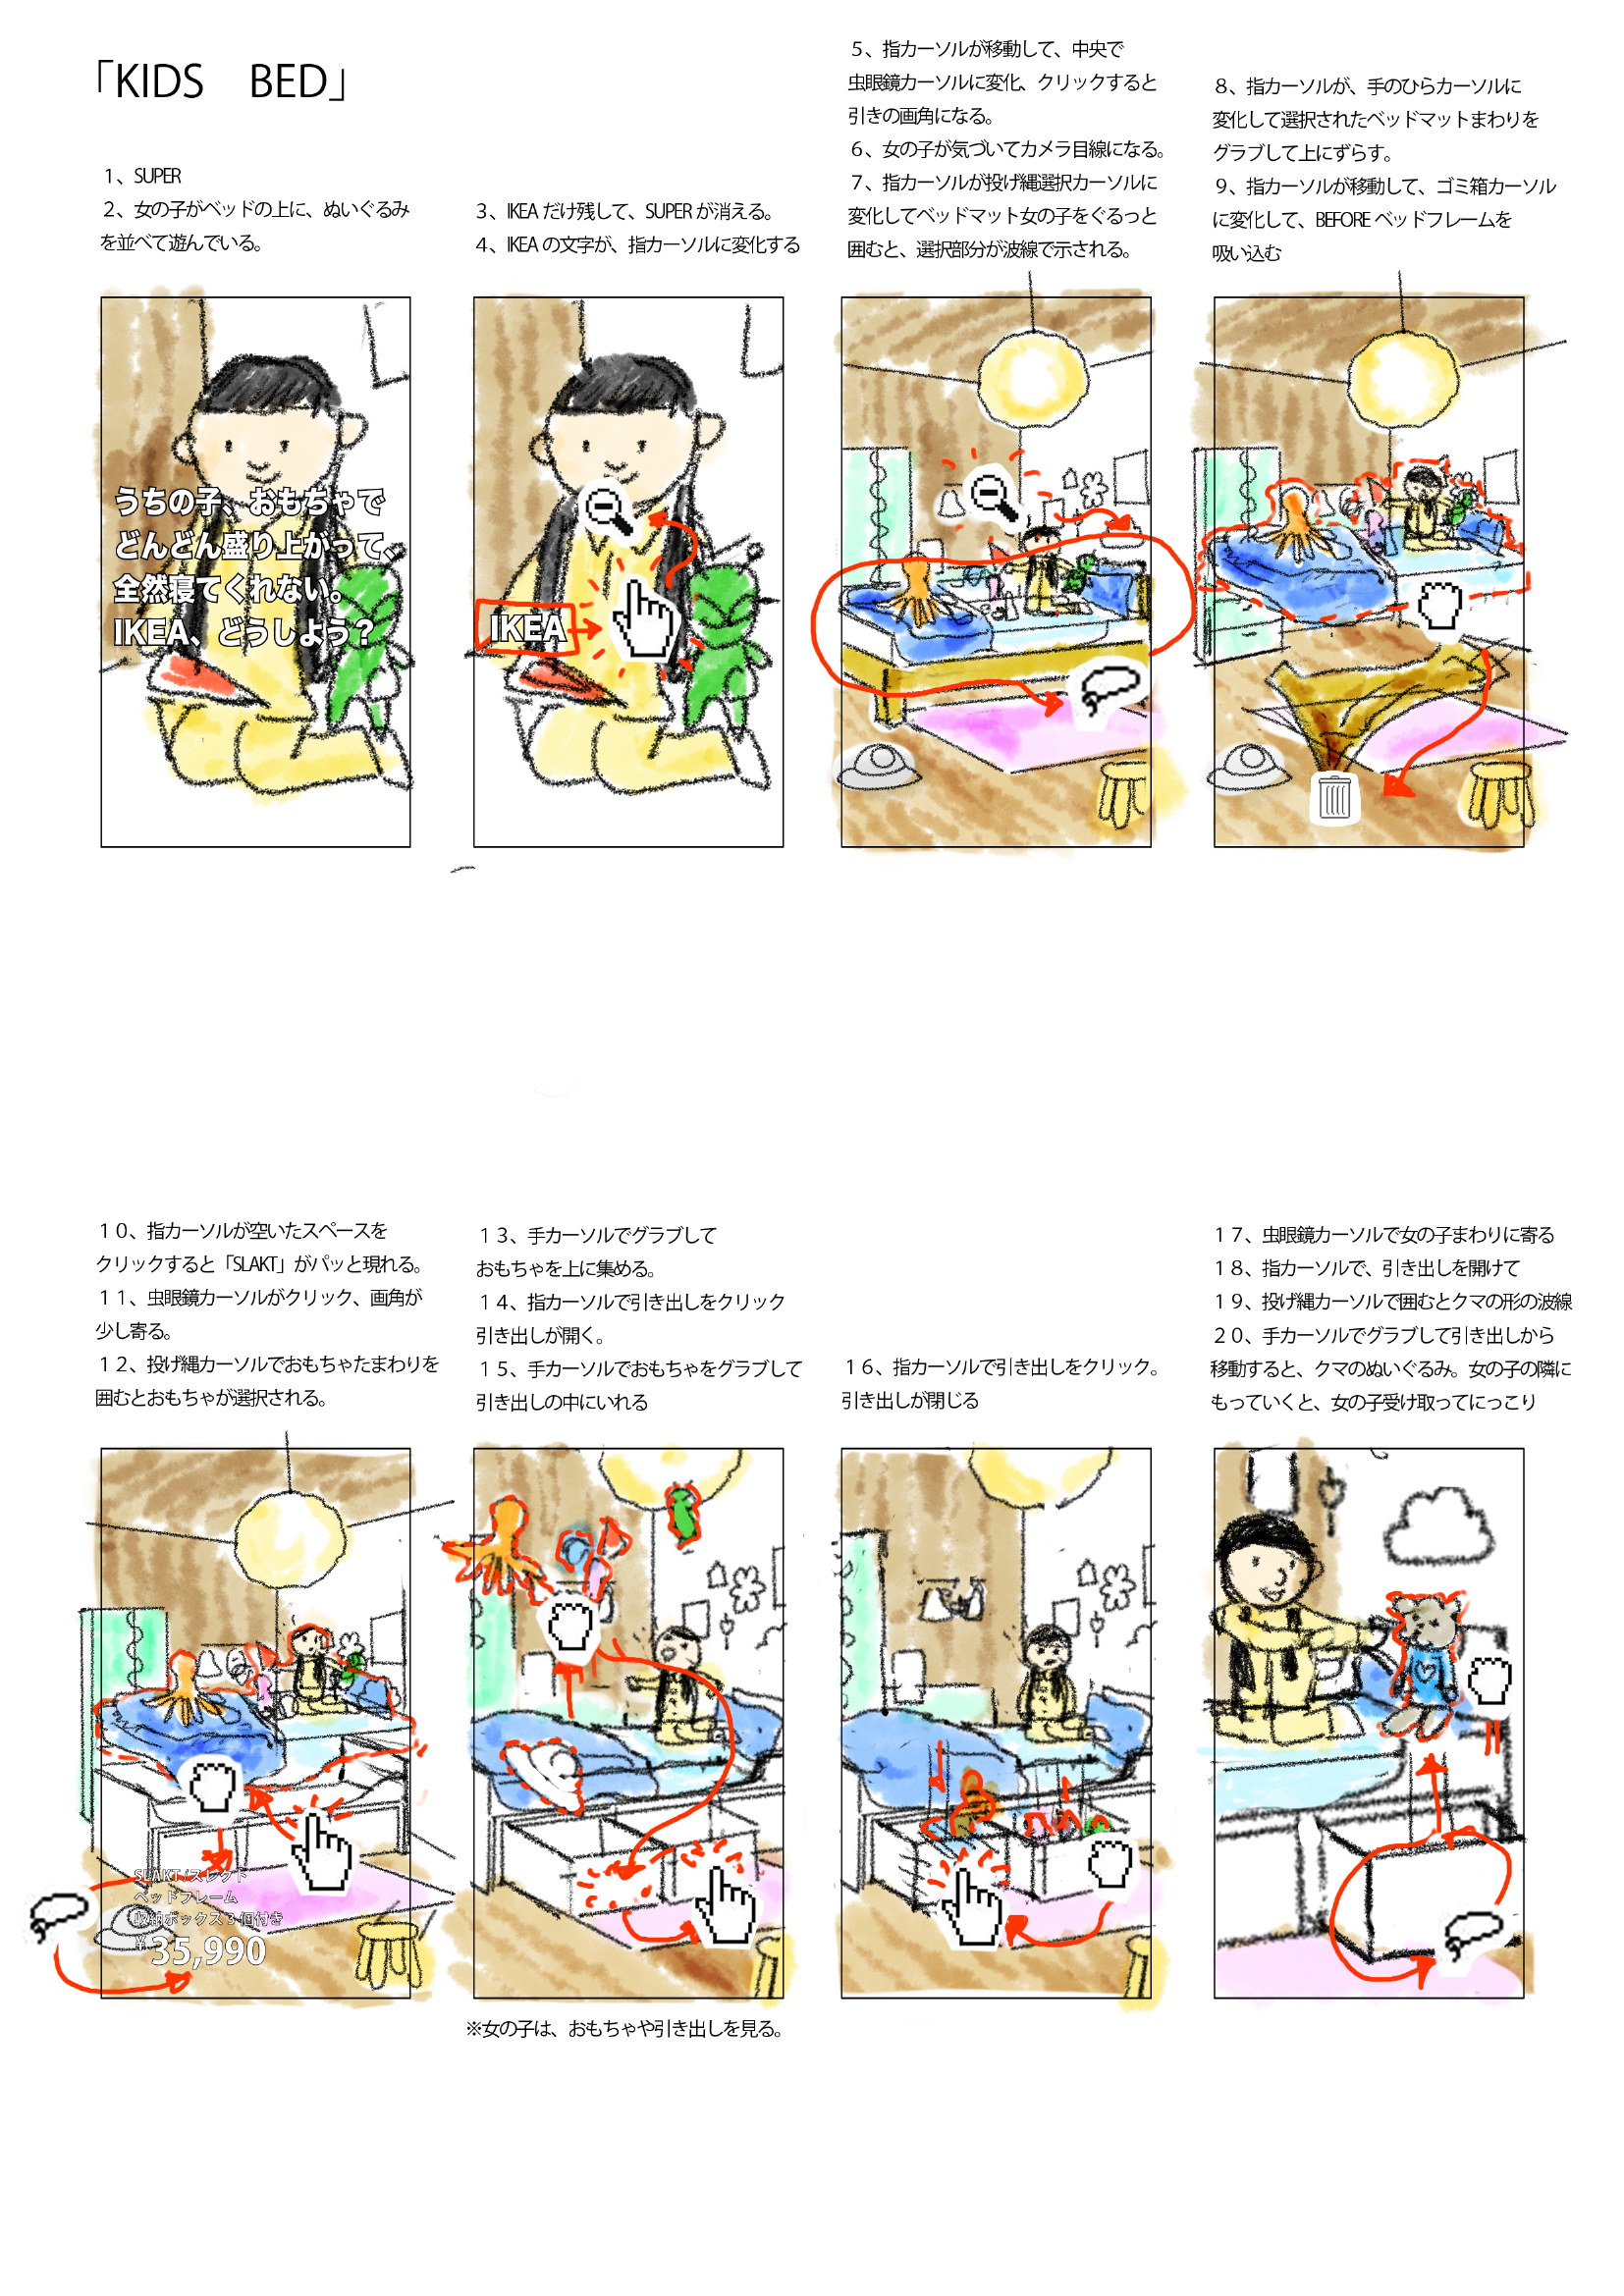 「KIDS　BED」
1、SUPER
2、女の子がベッドの上に、ぬいぐるみ
を並べて遊んでいる。
うちの子、おもちゃで
どんどん盛り上がって、
全然寝てくれない。
IKEA、どうしよう?
3、IKEA だけ残して、SUPER が消える。
4、IKEA の文字が、指カーソルに変化する
IKEA
5、指カーソルが移動して、中央で
虫眼鏡カーソルに変化、クリックすると
引きの画角になる。
6、女の子が気づいてカメラ目線になる。
7、指カーソルが投げ縄選択カーソルに
変化してベッドマット女の子をぐるっと
囲むと、選択部分が波線で示される。
8、指カーソルが、手のひらカーソルに
変化して選択されたベッドマットまわりを
グラブして上にずらす。
9、指カーソルが移動して、ゴミ箱カーソル
に変化して、BEFORE ベッドフレームを
吸い込む
10、指カーソルが空いたスペースを
クリックすると「SLAKT」がパッと現れる。
11、虫眼鏡カーソルがクリック、画角が
少し寄る。
12、投げ縄カーソルでおもちゃたまわりを
囲むとおもちゃが選択される。
SLAKT/スレクト
ベッドフレーム
収納ボックス3個付き
¥35,990
13、手カーソルでグラブして
おもちゃを上に集める。
14、指カーソルで引き出しをクリック
引き出しが開く。
15、手カーソルでおもちゃをグラブして
引き出しの中にいれる
※女の子は、おもちゃや引き出しを見る。
16、指カーソルで引き出しをクリック。
引き出しが閉じる
17、虫眼鏡カーソルで女の子まわりに寄る
18、指カーソルで、引き出しを開けて
19、投げ縄カーソルで囲むとクマの形の波線
20、手カーソルでグラブして引き出しから
移動すると、クマのぬいぐるみ。女の子の隣に
もっていくと、女の子受け取ってにっこり